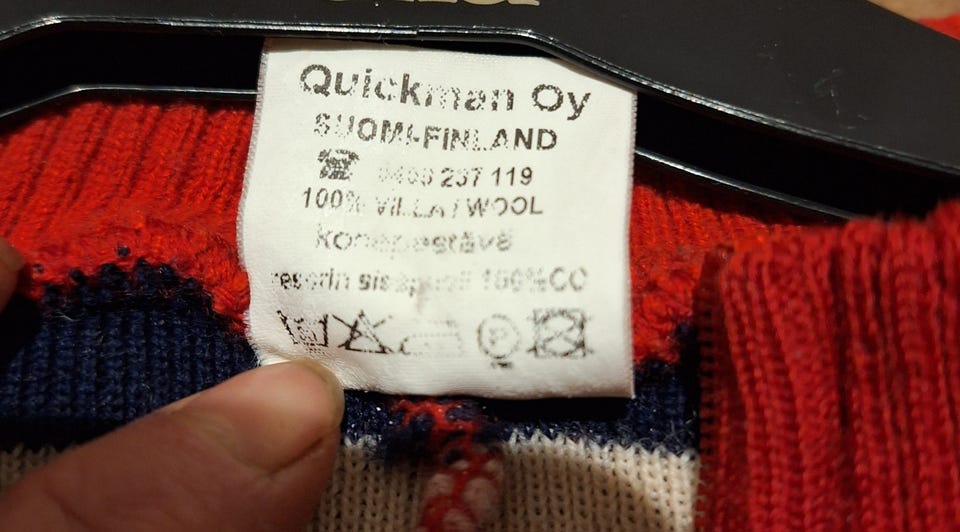 Quickman Oy
SUOMI-FINLAND
237 119
100% VILLA / WOOL
konepestävä
resorin sisäpuoli 100%CO